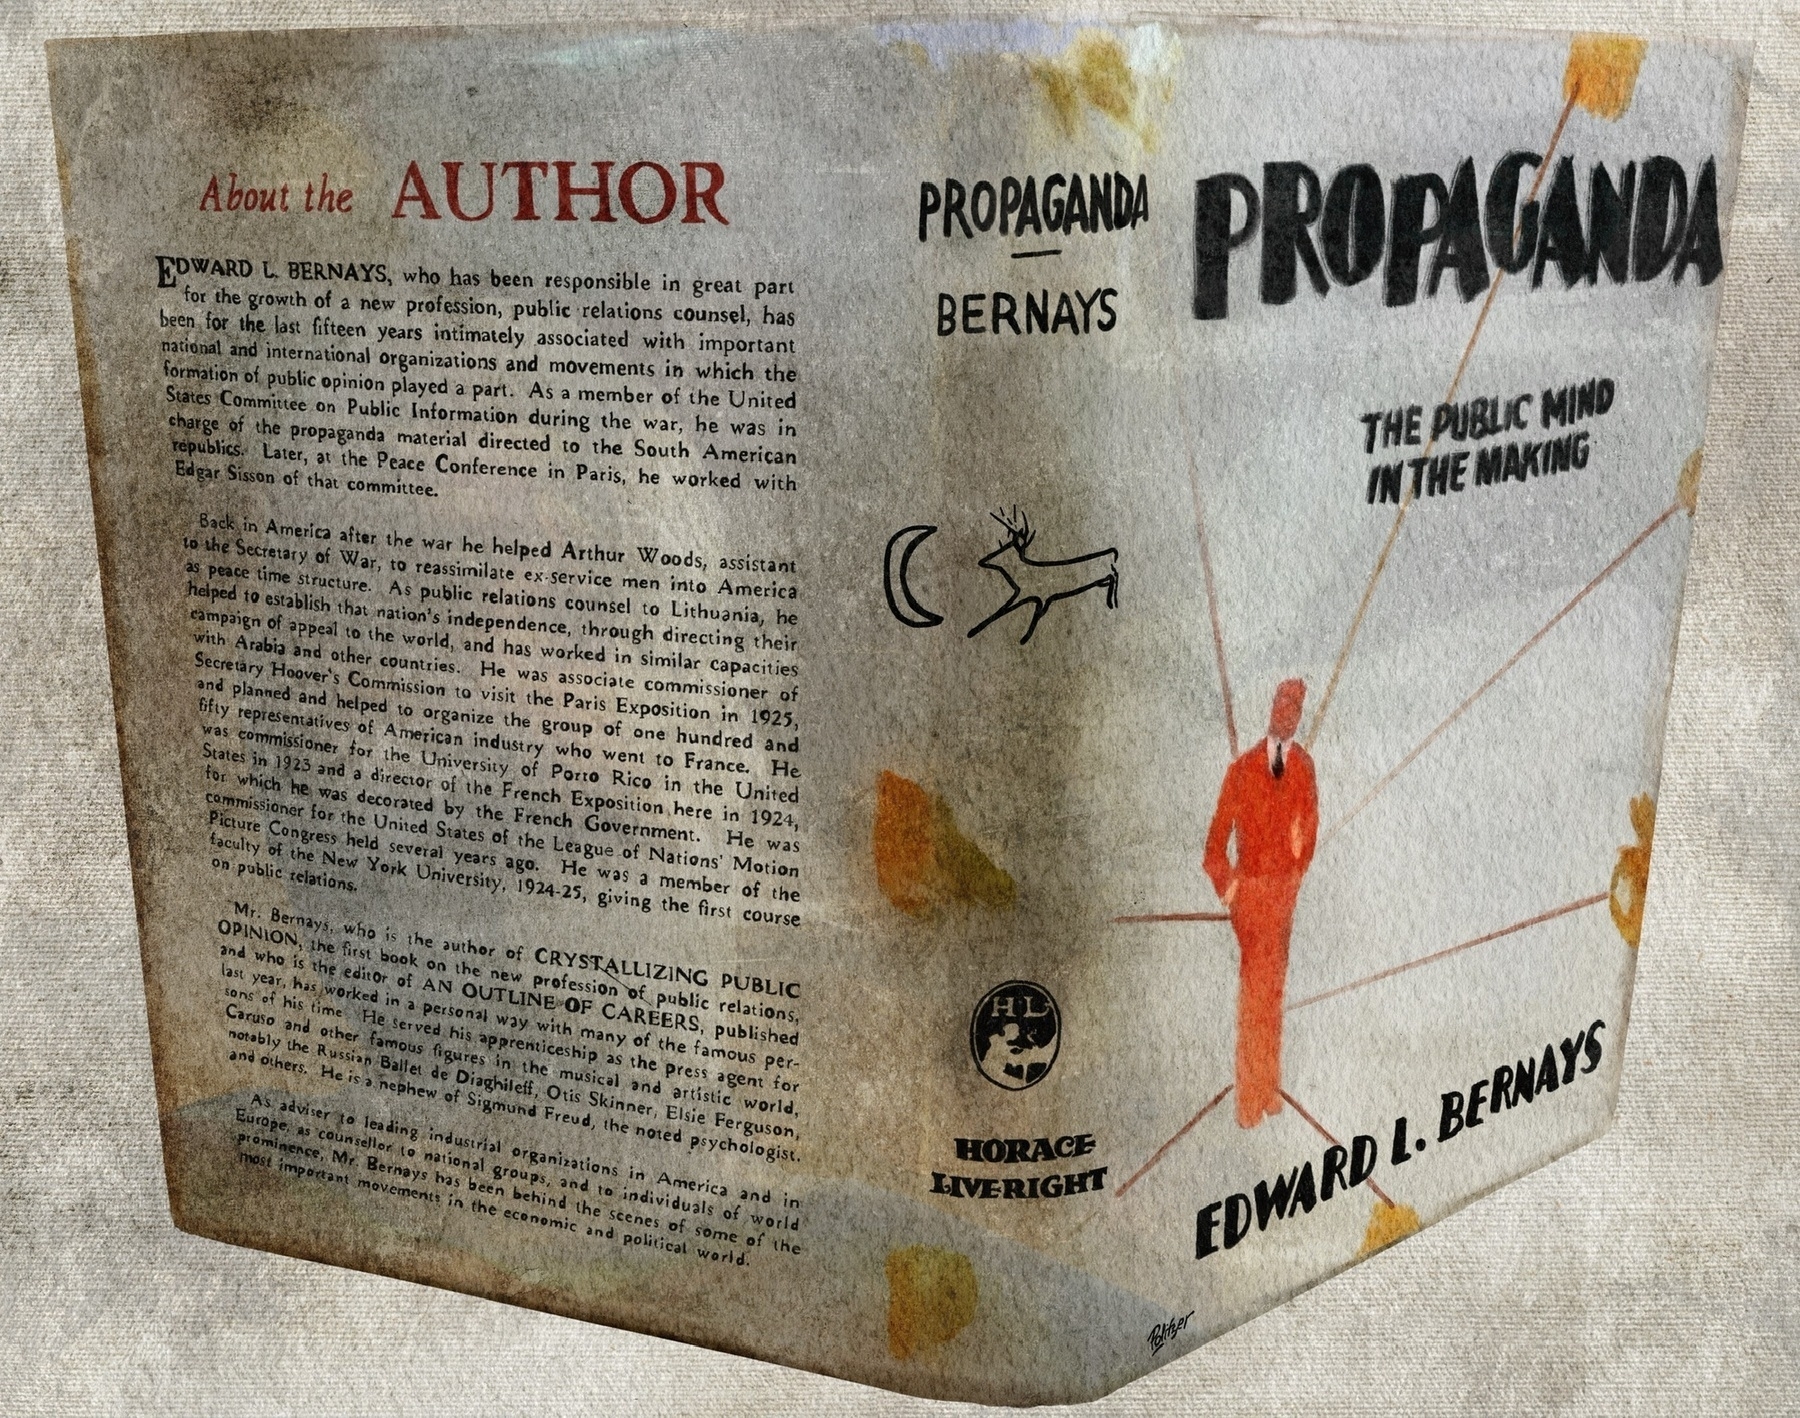 About the AUTHOR
EDWARD L. BERNAYS, who has been responsible in great part
for the growth of a new profession, public relations counsel, has
been for the last fifteen years intimately associated with important
national and international organizations and movements in which the
formation of public opinion played a part. As a member of the United
States Committee on Public Information during the war, he was in
charge of the propaganda material directed to the South American
republics. Later, at the Peace Conference in Paris, he worked with
Edgar Sisson of that committee.
Back in America after the war he helped Arthur Woods, assistant
to the Secretary of War, to reassimilate ex-service men into America
as peace time structure. As public relations counsel to Lithuania, he
helped to establish that nation's independence, through directing their
campaign of appeal to the world, and has worked in similar capacities
with Arabia and other countries. He was associate commissioner of
Secretary Hoover's Commission to visit the Paris Exposition in 1925,
and planned and helped to organize the group of one hundred and
fifty representatives of American industry who went to France. He
was commissioner for the University of Porto Rico in the United
States in 1923 and a director of the French Exposition here in 1924,
for which he was decorated by the French Government. He was
commissioner for the United States of the League of Nations' Motion
Picture Congress held several years ago. He was a member of the
faculty of the New York University, 1924-25, giving the first course
on public relations.
Mr. Bernays, who is the author of CRYSTALLIZING PUBLIC
OPINION, the first book on the new profession of public relations,
and who is the editor of AN OUTLINE OF CAREERS, published
last year, has worked in a personal way with many of the famous per-
sons of his time. He served his apprenticeship as the press agent for
Caruso and other famous figures in the musical and artistic world,
notably the Russian Ballet de Diaghileff, Otis Skinner, Elsie Ferguson,
and others. He is a nephew of Sigmund Freud, the noted psychologist.
As adviser to leading industrial organizations in America and in
Europe, as counsellor to national groups, and to individuals of world
prominence, Mr. Bernays has been behind the scenes of some of the
most important movements in the economic and political world.
PROPAGANDA
BERNAYS
HL
HORACE
LIVERIGHT
PROPAGANDA
THE PUBLIC MIND
IN THE MAKING
EDWARD L. BERNAYS
Politzer